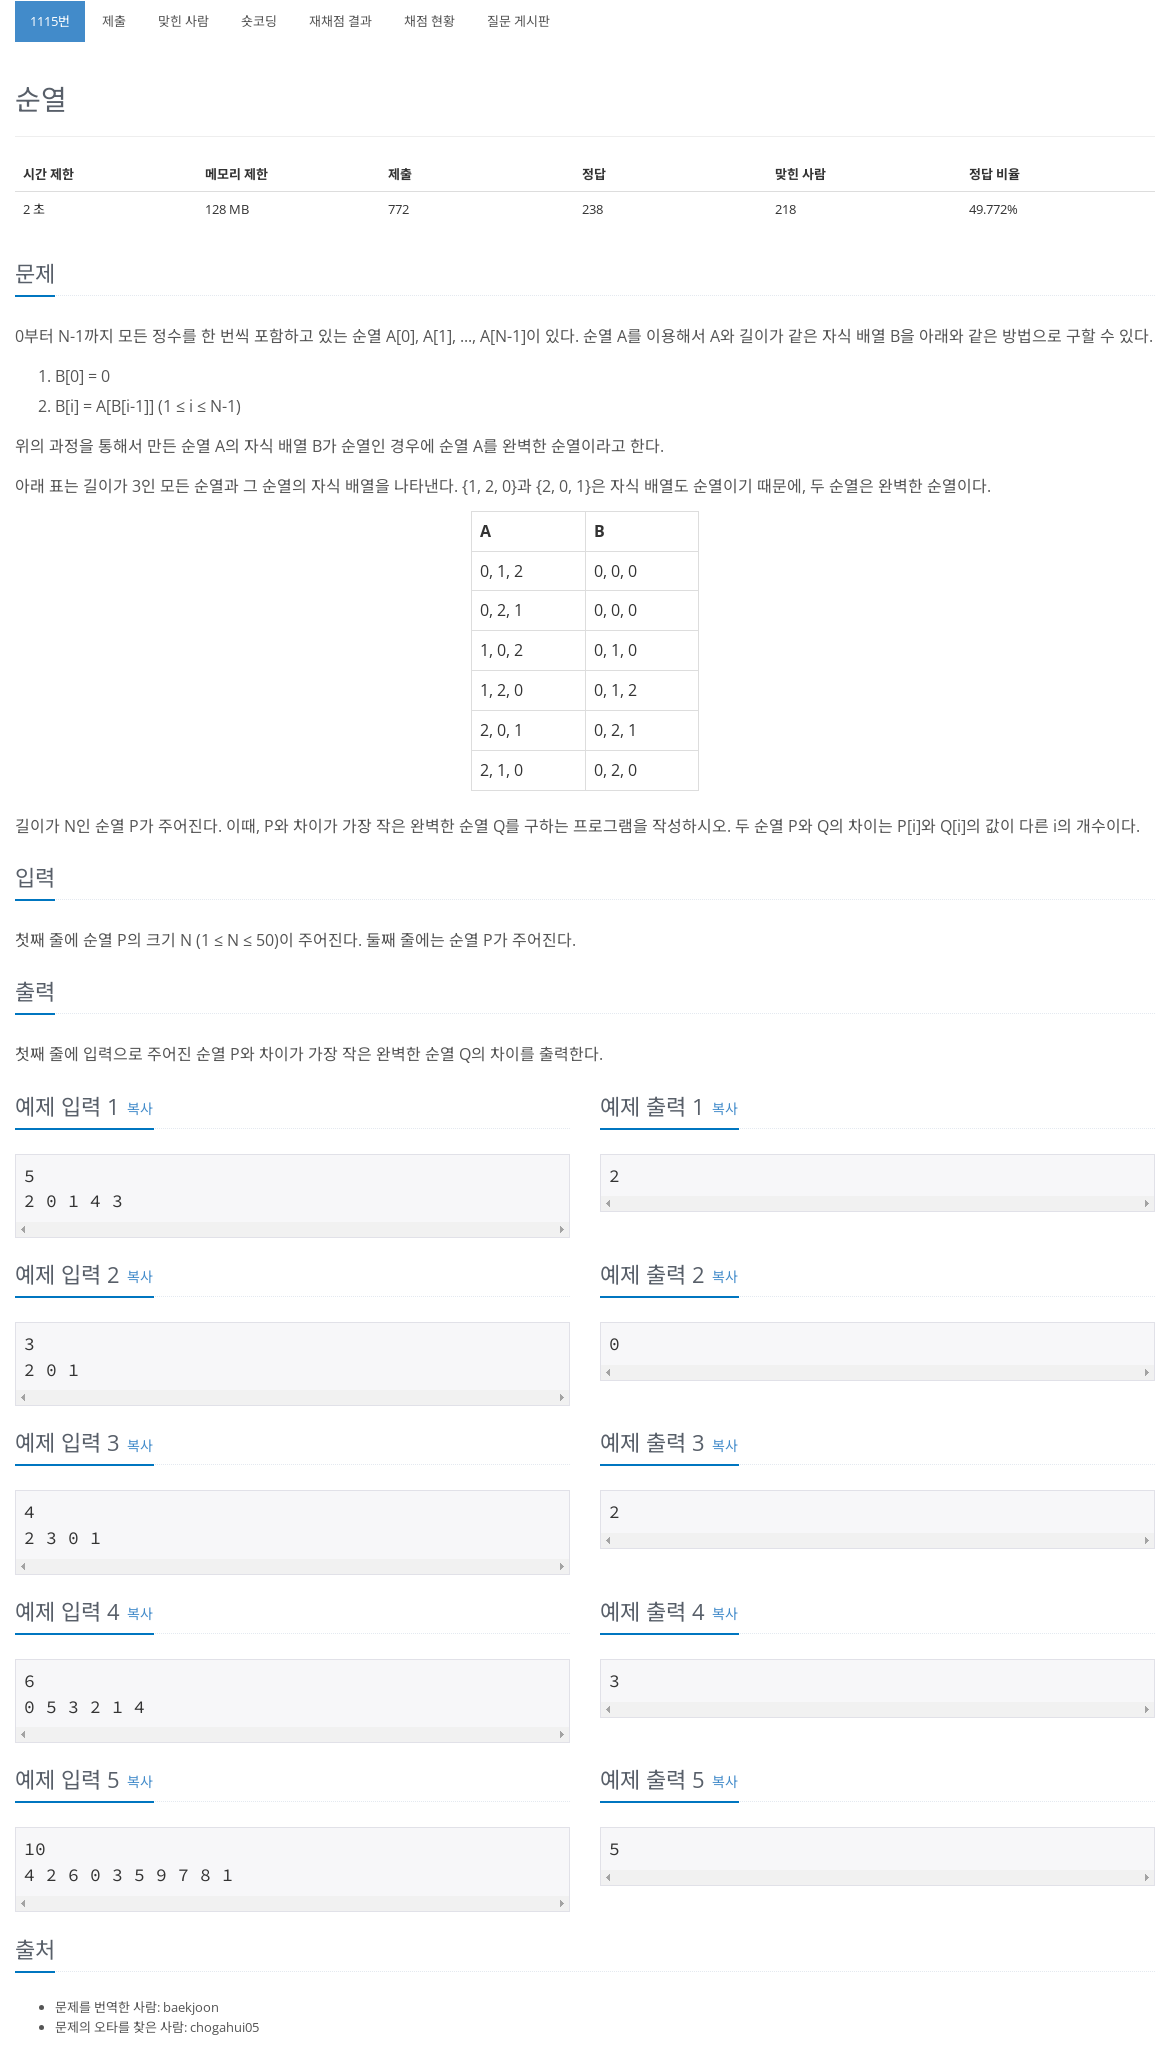 1115번 제출 맞힌 사람 숏코딩 재채점 결과 채점 현황 질문 게시판
순열
시간 제한 메모리 제한 제출 정답 맞힌 사람 정답 비율
2 초 128 MB 772 238 218 49.772%
문제
0부터 N-1까지 모든 정수를 한 번씩 포함하고 있는 순열 A[0], A[1], ..., A[N-1]이 있다. 순열 A를 이용해서 A와 길이가 같은 자식 배열 B을 아래와 같은 방법으로 구할 수 있다.
1. B[0] = 0
2. B[i] = A[B[i-1]] (1 ≤ i ≤ N-1)
위의 과정을 통해서 만든 순열 A의 자식 배열 B가 순열인 경우에 순열 A를 완벽한 순열이라고 한다.
아래 표는 길이가 3인 모든 순열과 그 순열의 자식 배열을 나타낸다. {1, 2, 0}과 {2, 0, 1}은 자식 배열도 순열이기 때문에, 두 순열은 완벽한 순열이다.
A B
0, 1, 2 0, 0, 0
0, 2, 1 0, 0, 0
1, 0, 2 0, 1, 0
1, 2, 0 0, 1, 2
2, 0, 1 0, 2, 1
2, 1, 0 0, 2, 0
길이가 N인 순열 P가 주어진다. 이때, P와 차이가 가장 작은 완벽한 순열 Q를 구하는 프로그램을 작성하시오. 두 순열 P와 Q의 차이는 P[i]와 Q[i]의 값이 다른 i의 개수이다.
입력
첫째 줄에 순열 P의 크기 N (1 ≤ N ≤ 50)이 주어진다. 둘째 줄에는 순열 P가 주어진다.
출력
첫째 줄에 입력으로 주어진 순열 P와 차이가 가장 작은 완벽한 순열 Q의 차이를 출력한다.
예제 입력 1 복사 예제 출력 1 복사
5 2
2 0 1 4 3
예제 입력 2 복사 예제 출력 2 복사
3 0
2 0 1
예제 입력 3 복사 예제 출력 3 복사
4 2
2 3 0 1
예제 입력 4 복사 예제 출력 4 복사
6 3
0 5 3 2 1 4
예제 입력 5 복사 예제 출력 5 복사
10 5
4 2 6 0 3 5 9 7 8 1
출처
문제를 번역한 사람: baekjoon
문제의 오타를 찾은 사람: chogahui05